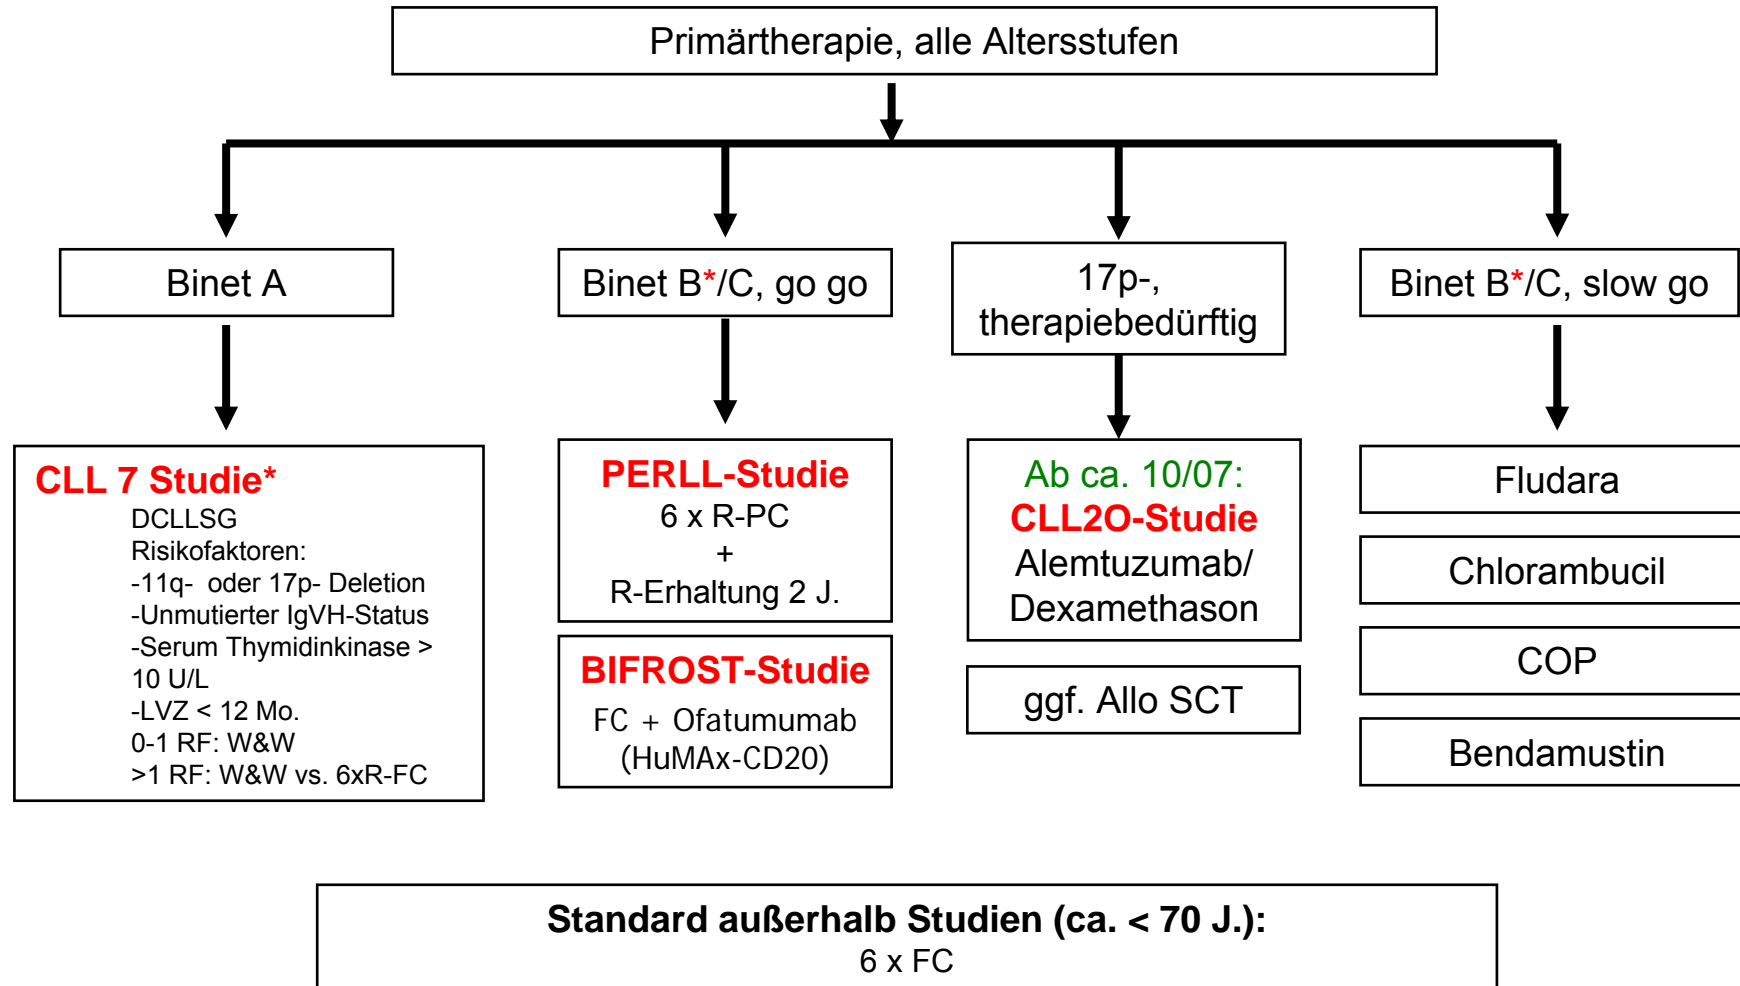 Primärtherapie, alle Altersstufen
Binet A
Binet B*/C, go go
17p-,
therapiebedürftig
Binet B*/C, slow go
CLL 7 Studie*
DCLLSG
Risikofaktoren:
-11q- oder 17p- Deletion
-Unmutierter IgVH-Status
-Serum Thymidinkinase >
10 U/L
-LVZ < 12 Mo.
0-1 RF: W&W
>1 RF: W&W vs. 6xR-FC
PERLL-Studie
6 x R-PC
+
R-Erhaltung 2 J.
BIFROST-Studie
FC + Ofatumumab
(HuMAx-CD20)
Ab ca. 10/07:
CLL2O-Studie
Alemtuzumab/
Dexamethason
ggf. Allo SCT
Fludara
Chlorambucil
COP
Bendamustin
Standard außerhalb Studien (ca. < 70 J.):
6 x FC